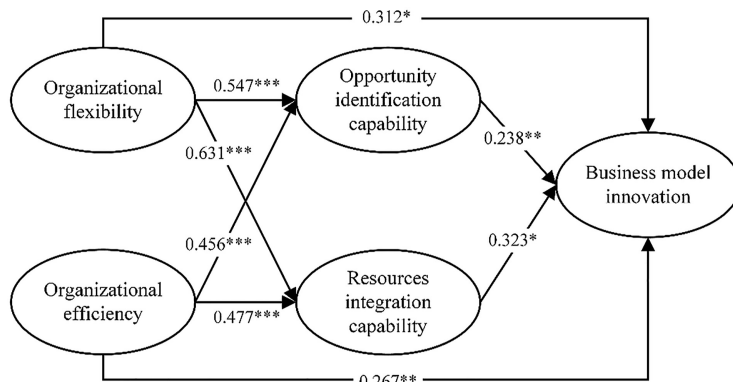 0.312*
Organizational
flexibility
0.547***
Opportunity
identification
capability
0.238**
0.631***
Business model
innovation
0.456***
0.323*
Organizational
efficiency
0.477***
Resources
integration
capability
0.267**